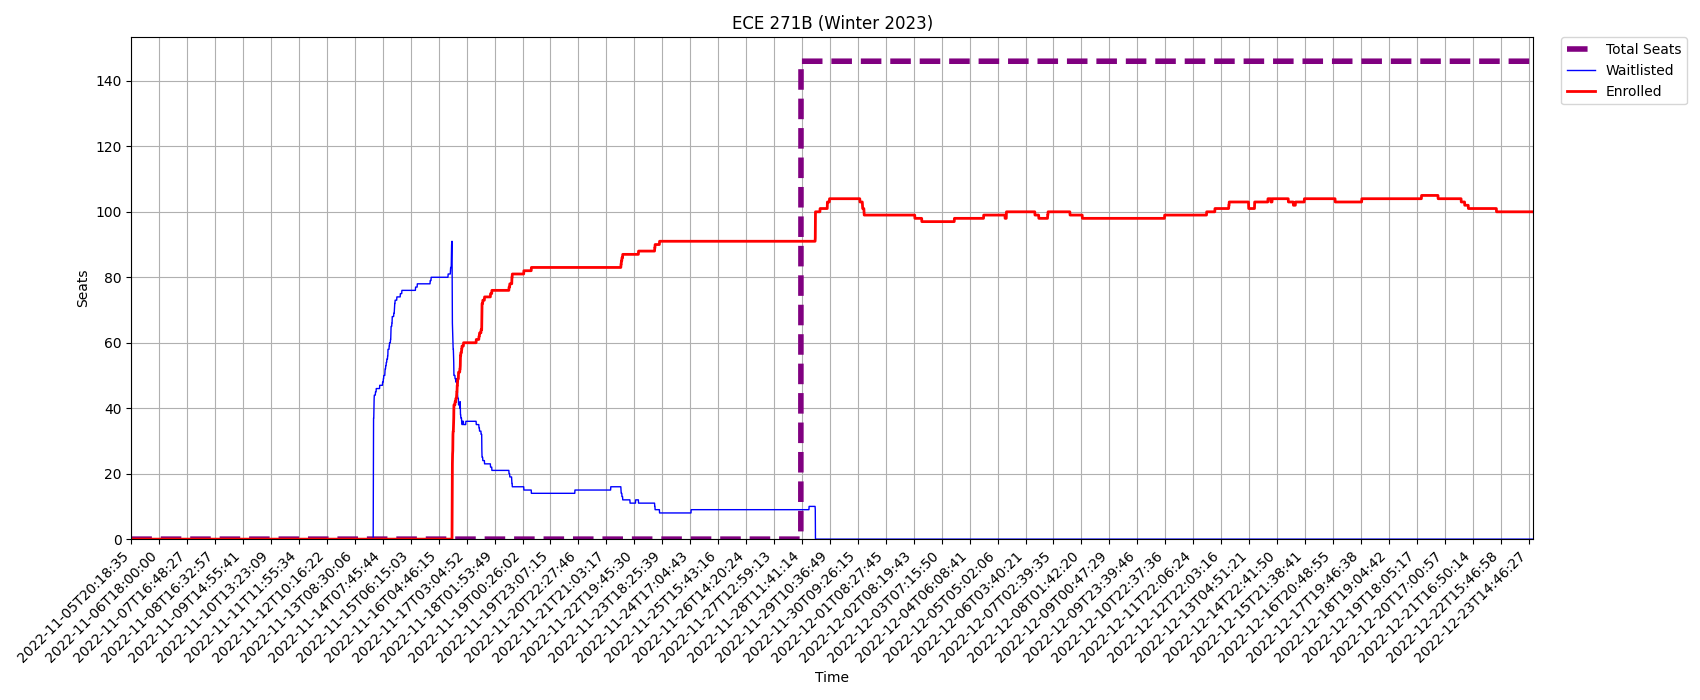 ECE 271B (Winter 2023)
Total Seats
Waitlisted
Enrolled
Seats
140
120
100
80
60
40
20
0
2022-11-05T20:18:35
2022-11-06T18:00:00
2022-11-07T16:48:27
2022-11-08T16:32:57
2022-11-09T14:55:41
2022-11-10T13:23:09
2022-11-11T11:55:34
2022-11-12T10:16:22
2022-11-13T08:30:06
2022-11-14T07:45:44
2022-11-15T06:15:03
2022-11-16T04:46:15
2022-11-17T03:04:52
2022-11-18T01:53:49
2022-11-19T00:26:02
2022-11-19T23:07:15
2022-11-20T22:27:46
2022-11-21T21:03:17
2022-11-22T19:45:30
2022-11-23T18:25:39
2022-11-24T17:04:43
2022-11-25T15:43:16
2022-11-26T14:20:24
2022-11-27T12:59:13
2022-11-28T11:41:14
2022-11-29T10:36:49
2022-11-30T09:26:15
2022-12-01T08:27:45
2022-12-02T08:19:43
2022-12-03T07:15:50
2022-12-04T06:08:41
2022-12-05T05:02:06
2022-12-06T03:40:21
2022-12-07T02:39:35
2022-12-08T01:42:20
2022-12-09T00:47:29
2022-12-09T23:39:46
2022-12-10T22:37:36
2022-12-11T22:06:24
2022-12-12T22:03:16
2022-12-13T04:51:21
2022-12-14T22:41:50
2022-12-15T21:38:41
2022-12-16T20:48:55
2022-12-17T19:46:38
2022-12-18T19:04:42
2022-12-19T18:05:17
2022-12-20T17:00:57
2022-12-21T16:50:14
2022-12-22T15:46:58
2022-12-23T14:46:27
Time